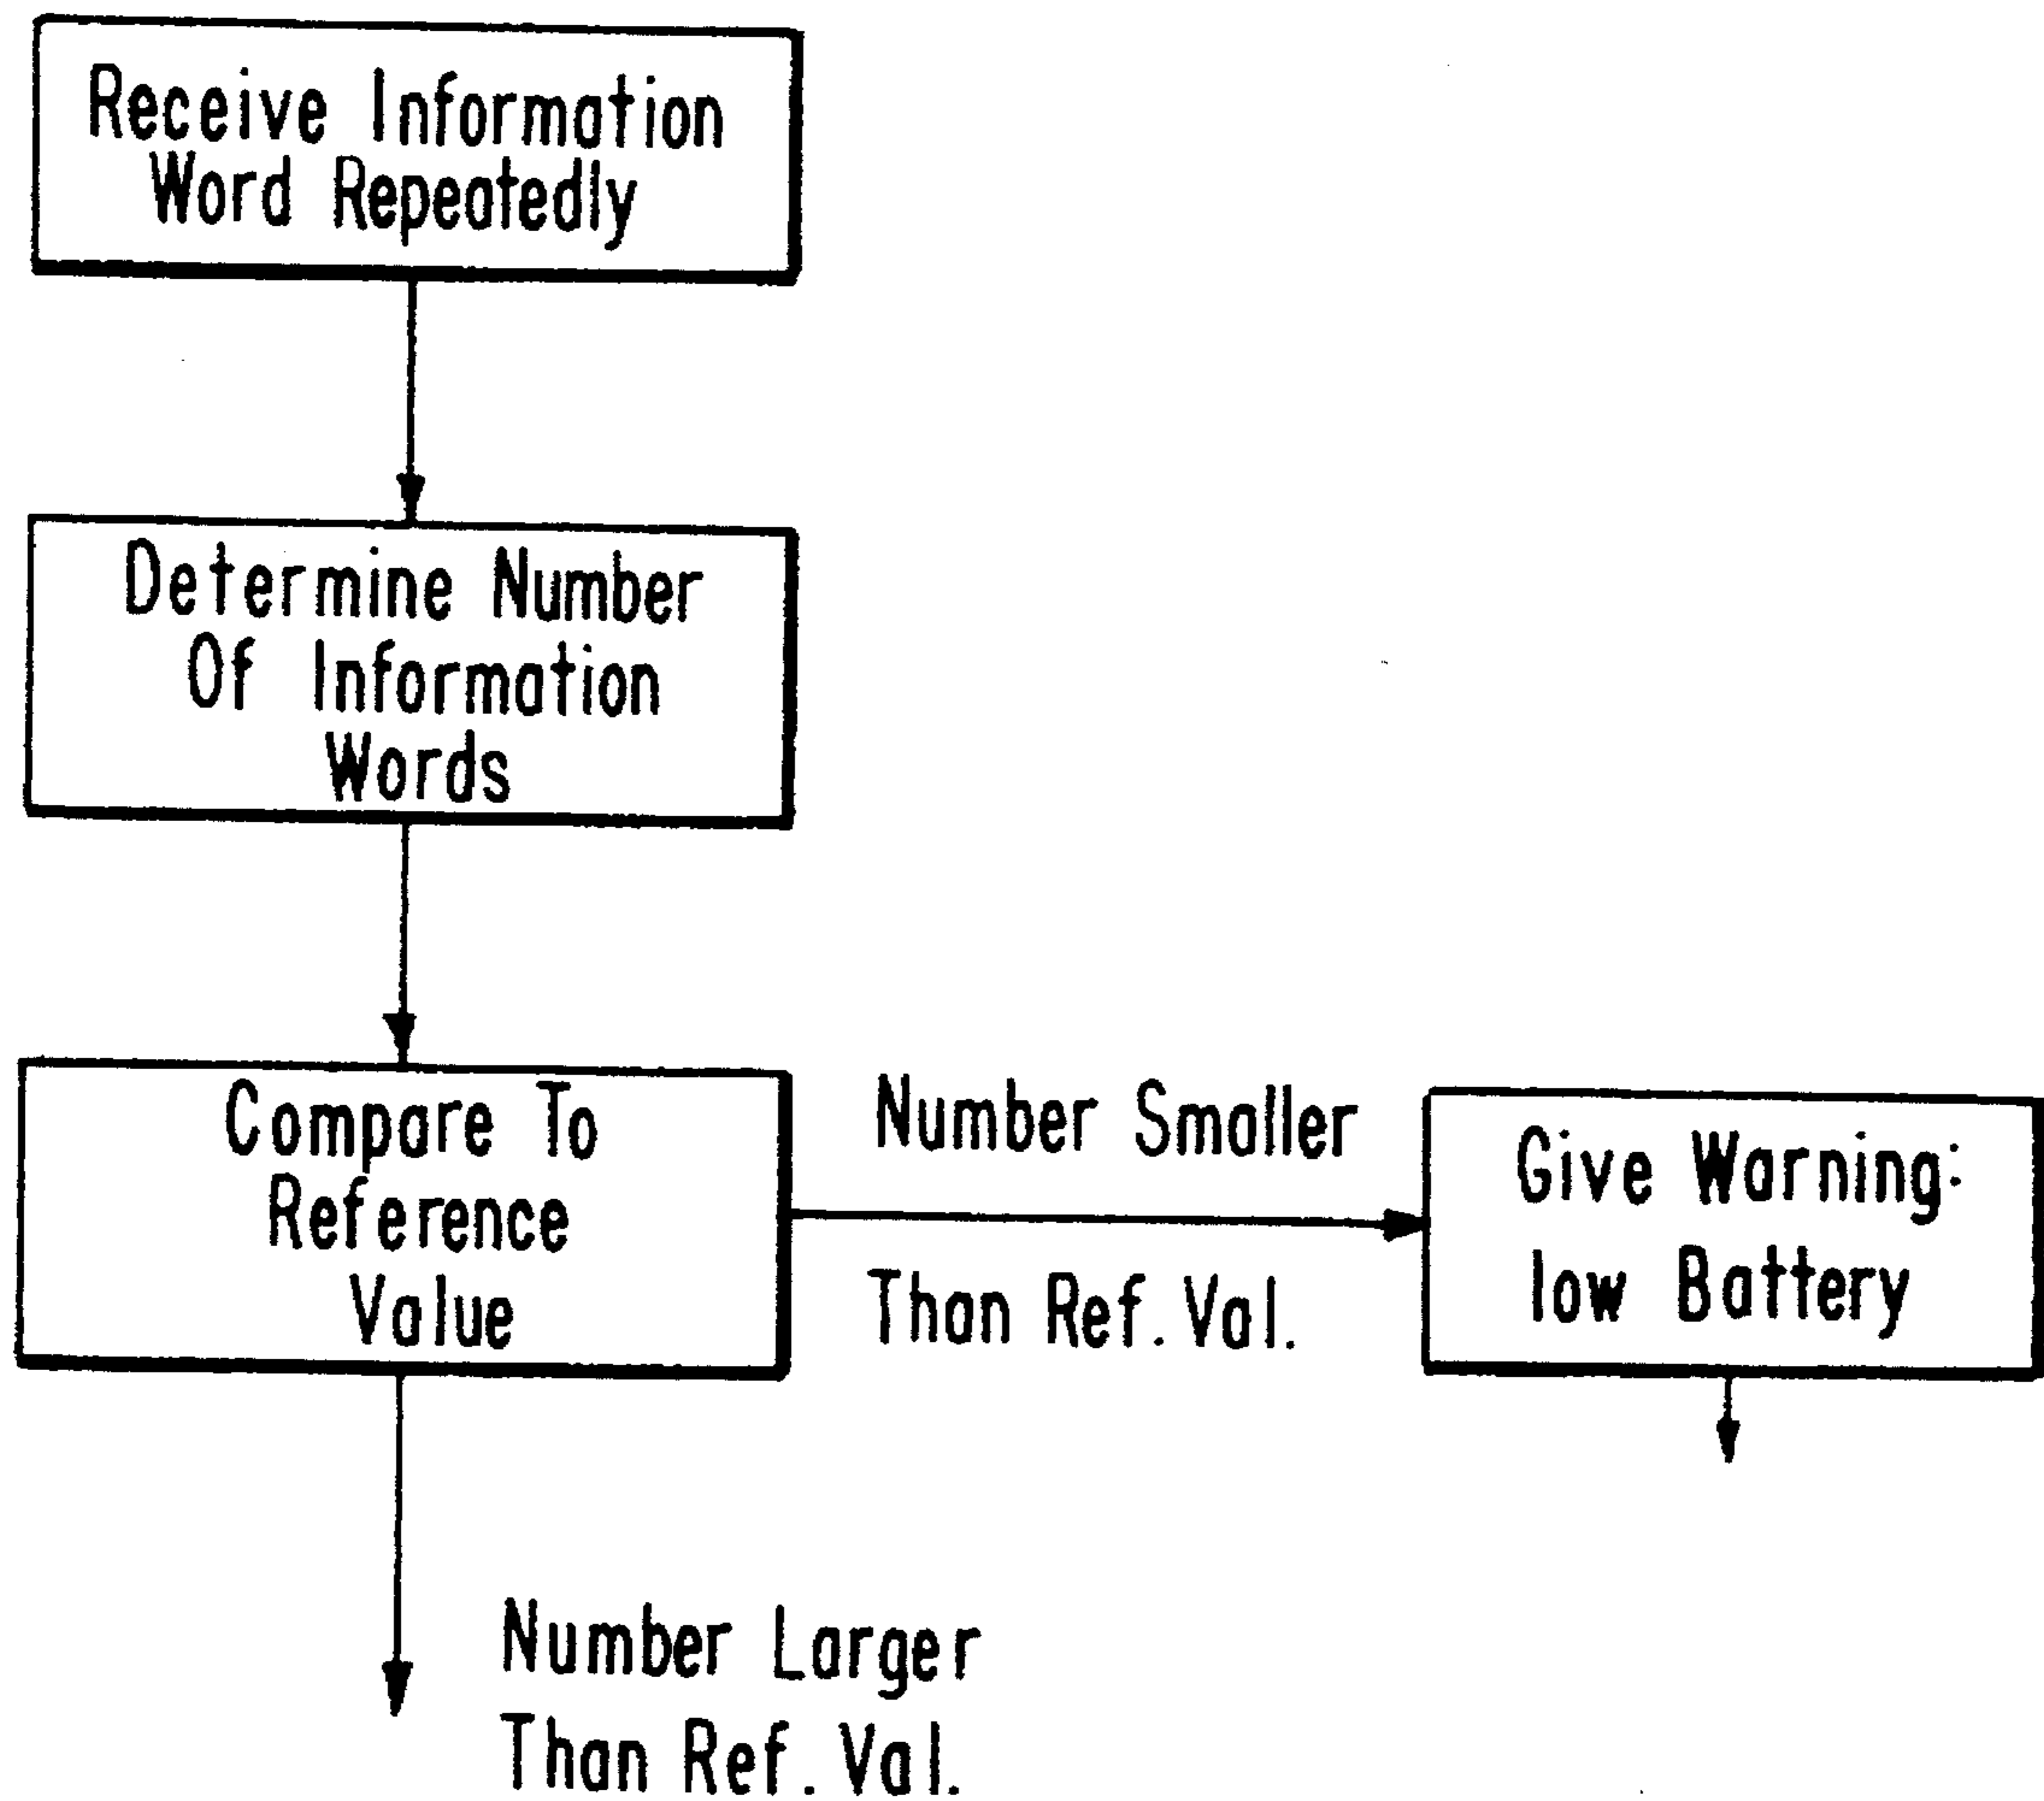 Receive Information
Word Repeatedly
Determine Number
Of Information
Words
Compare To
Reference
Value
Number Smaller
Than Ref. Val.
Give Warning:
low Battery
Number Larger
Than Ref. Val.